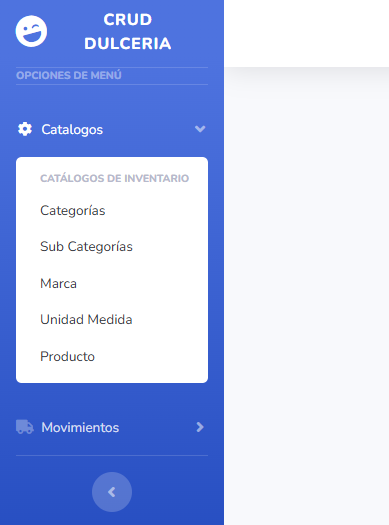 CRUD
DULCERIA
OPCIONES DE MENÚ
Catalogos
CATÁLOGOS DE INVENTARIO
Categorías
Sub Categorías
Marca
Unidad Medida
Producto
Movimientos